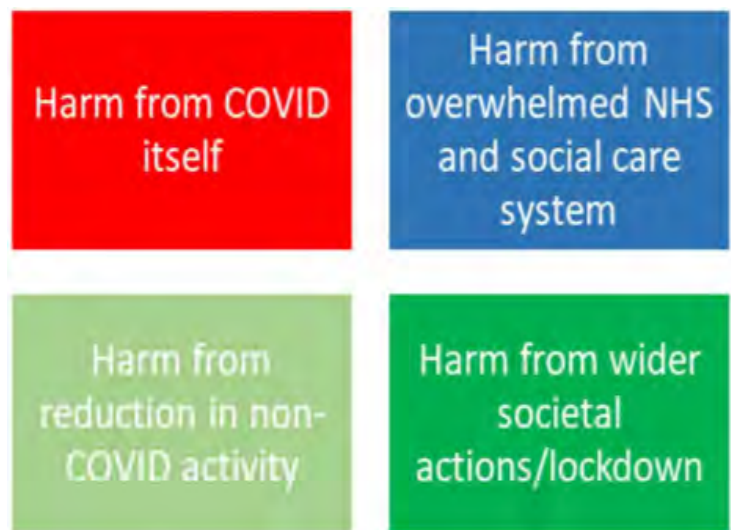 Harm from COVID
itself
Harm from
overwhelmed NHS
and social care
system
Harm from
reduction in non-
COVID activity
Harm from wider
societal
actions/lockdown